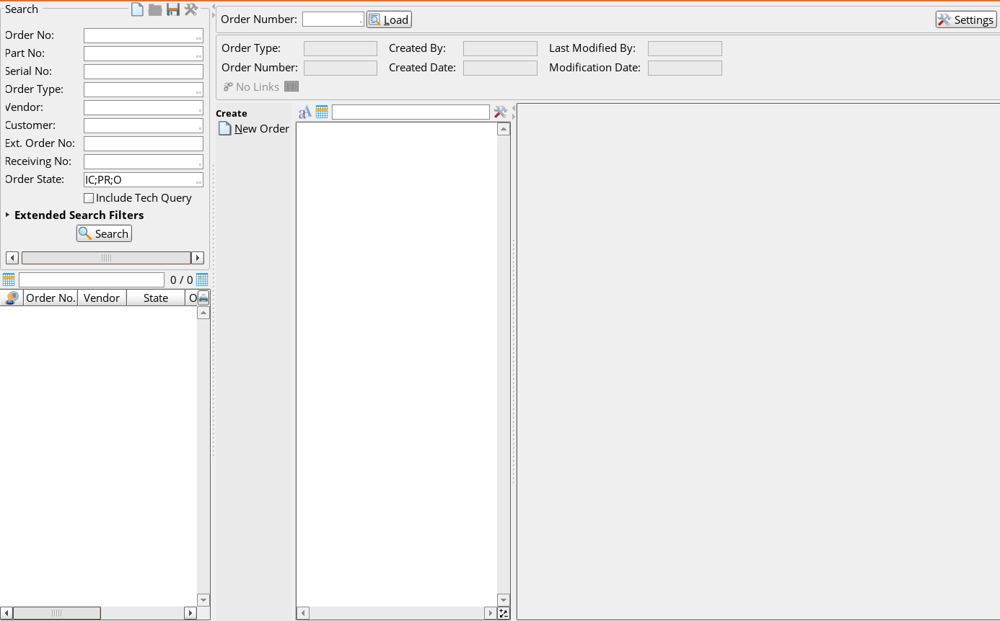 Search
Order No:
Part No:
Serial No:
Order Type:
Vendor:
Customer:
Ext. Order No:
Receiving No:
Order State: IC;PR;O
Include Tech Query
Extended Search Filters
Search
0 / 0
Order No. Vendor State O
Order Number: Load Settings
Order Type: Created By: Last Modified By:
Order Number: Created Date: Modification Date:
No Links
Create
New Order